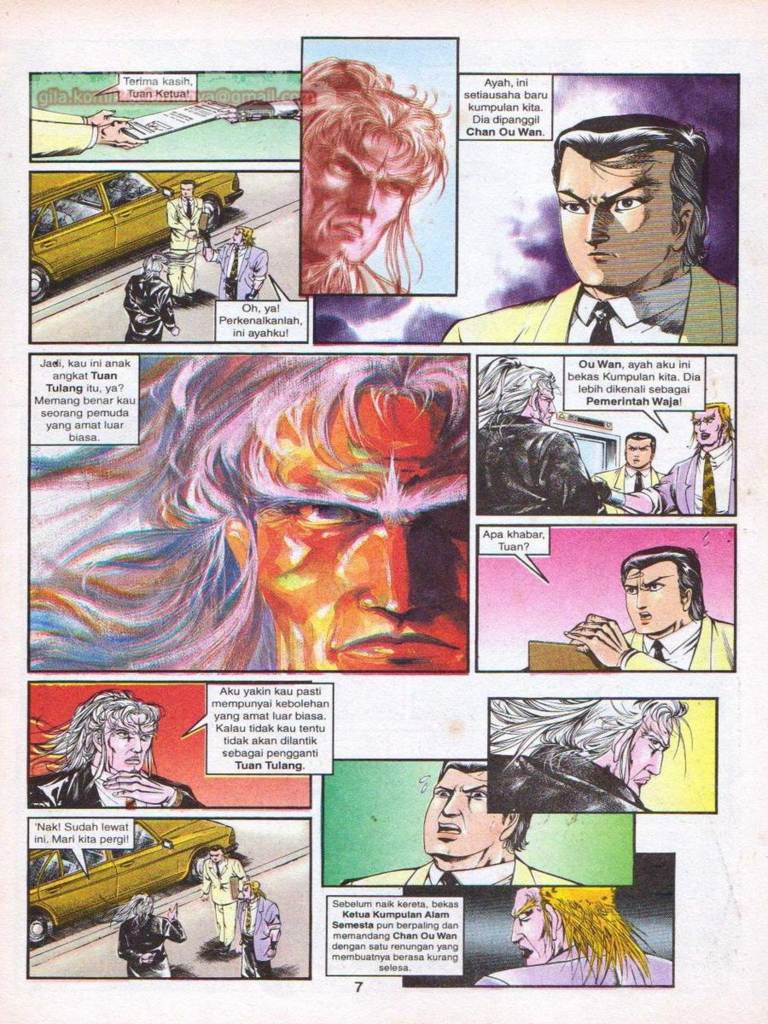 Terima kasih,
Tuan Ketua!
Ayah, ini
setiausaha baru
kumpulan kita.
Dia dipanggil
Chan Ou Wan.
Oh, ya!
Perkenalkanlah,
ini ayahku!
Jadi, kau ini anak
angkat Tuan
Tulang itu, ya?
Memang benar kau
seorang pemuda
yang amat luar
biasa.
Ou Wan, ayah aku ini
bekas Kumpulan kita. Dia
lebih dikenali sebagai
Pemerintah Waja!
Apa khabar,
Tuan?
Aku yakin kau pasti
mempunyai kebolehan
yang amat luar biasa.
Kalau tidak kau tentu
tidak akan dilantik
sebagai pengganti
Tuan Tulang.
'Nak! Sudah lewat
ini. Mari kita pergi!
Sebelum naik kereta, bekas
Ketua Kumpulan Alam
Semesta pun berpaling dan
memandang Chan Ou Wan
dengan satu renungan yang
membuatnya berasa kurang
selesa.
7